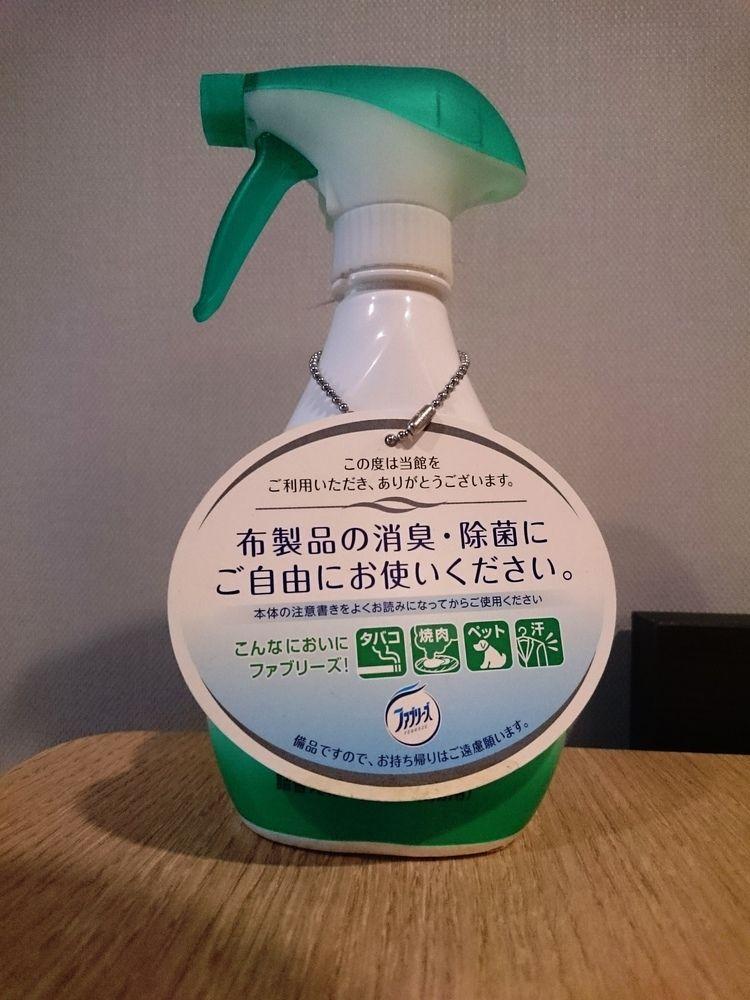 この度は当館を
ご利用いただき、ありがとうございます。
布製品の消臭・除菌に
ご自由にお使いください。
本体の注意書きをよくお読みになってからご使用ください
こんなにおいに
ファブリーズ!
タバコ
焼肉
ペット
汗
ファブリーズ
FEBREZE
備品ですので、お持ち帰りはご遠慮願います。